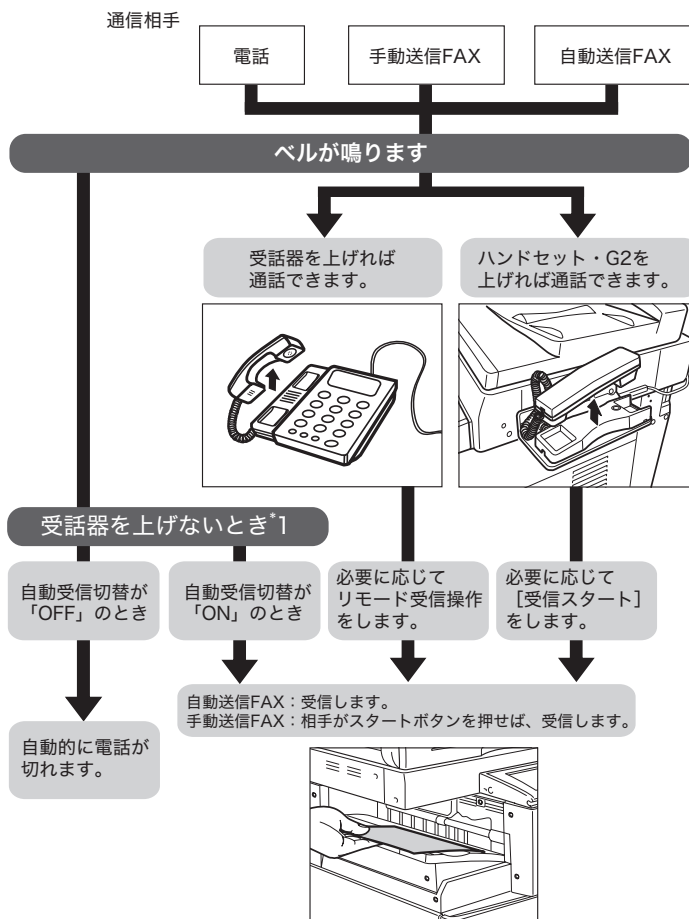 通信相手
電話
手動送信FAX
自動送信FAX
ベルが鳴ります
受話器を上げれば
通話できます。
ハンドセット・G2を
上げれば通話できます。
受話器を上げないとき*1
自動受信切替が
「OFF」のとき
自動受信切替が
「ON」のとき
必要に応じて
リモード受信操作
をします。
必要に応じて
［受信スタート］
をします。
自動送信FAX：受信します。
手動送信FAX：相手がスタートボタンを押せば、受信します。
自動的に電話が
切れます。